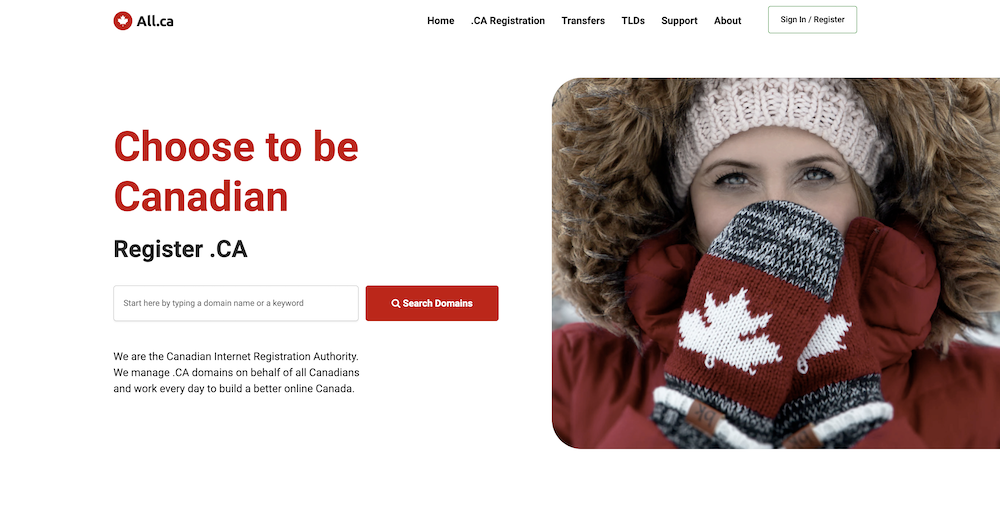 All.ca
Home .CA Registration Transfers TLDs Support About Sign In / Register
Choose to be
Canadian
Register .CA
Start here by typing a domain name or a keyword
Search Domains
We are the Canadian Internet Registration Authority.
We manage .CA domains on behalf of all Canadians
and work every day to build a better online Canada.